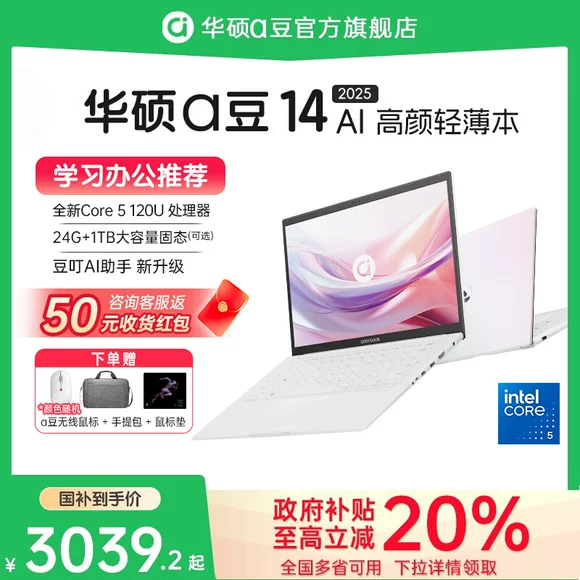 华硕a豆官方旗舰店
华硕a豆14 2025 AI 高颜轻薄本
学习办公推荐
全新Core 5 120U 处理器
24G+1TB大容量固态(可选)
豆叮AI助手 新升级
50 咨询客服返
元收货红包
下单赠
*颜色随机
a豆无线鼠标 + 手提包 + 鼠标垫
adolbook
intel
CORE
5
国补到手价
¥3039.2起
政府补贴
至高立减20%
全国多省可用 下拉详情领取